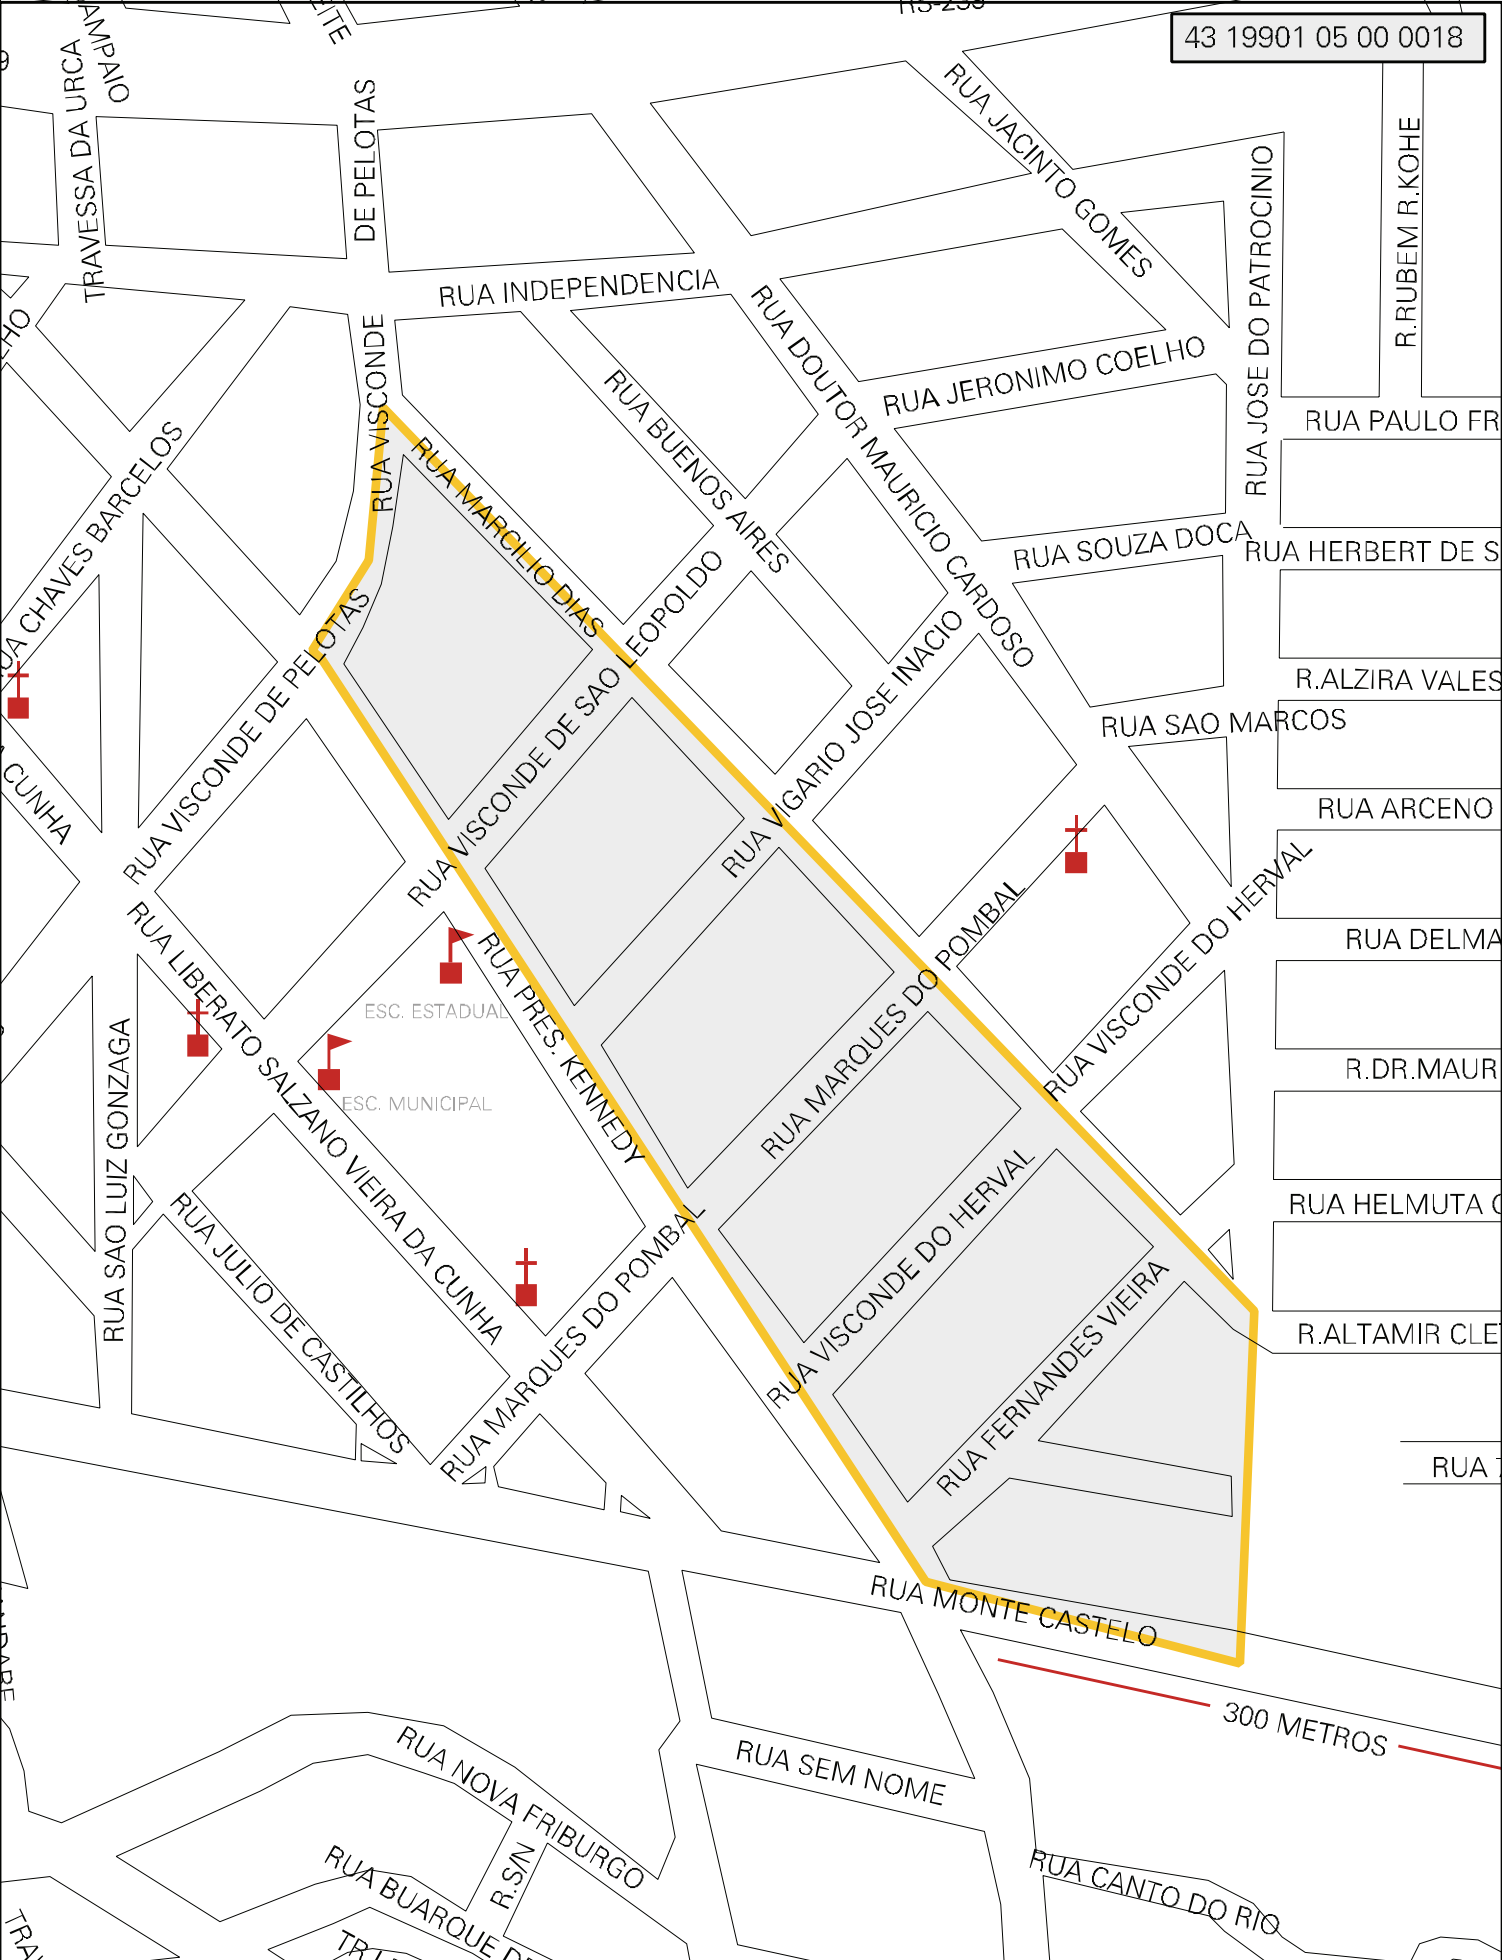 RS-239
43 19901 05 00 0018
TRAVESSA DA URCA
DE PELOTAS
RUA JACINTO GOMES
RUA JOSE DO PATROCINIO
R.RUBEM R.KOHE
RUA INDEPENDENCIA
RUA VISCONDE
RUA DOUTOR MAURICIO CARDOSO
RUA JERONIMO COELHO
RUA BUENOS AIRES
RUA PAULO FR
RUA MARCILIO DIAS
UA CHAVES BARCELOS
RUA SOUZA DOCA
RUA HERBERT DE S
RUA VISCONDE DE PELOTAS
RUA VISCONDE DE SAO LEOPOLDO
RUA VIGARIO JOSE INACIO
R.ALZIRA VALES
RUA SAO MARCOS
CUNHA
RUA ARCENO
RUA MARQUES DO POMBAL
RUA VISCONDE DO HERVAL
RUA DELMA
RUA LIBERATO SALZANO VIEIRA DA CUNHA
RUA PRES. KENNEDY
ESC. ESTADUAL
ESC. MUNICIPAL
RUA SAO LUIZ GONZAGA
R.DR.MAUR
RUA JULIO DE CASTILHOS
RUA MARQUES DO POMBAL
RUA VISCONDE DO HERVAL
RUA FERNANDES VIEIRA
RUA HELMUTA
R.ALTAMIR CLE
RUA
RUA MONTE CASTELO
300 METROS
RUA NOVA FRIBURGO
RUA SEM NOME
R.S/N
RUA BUARQUE D
RUA CANTO DO RIO